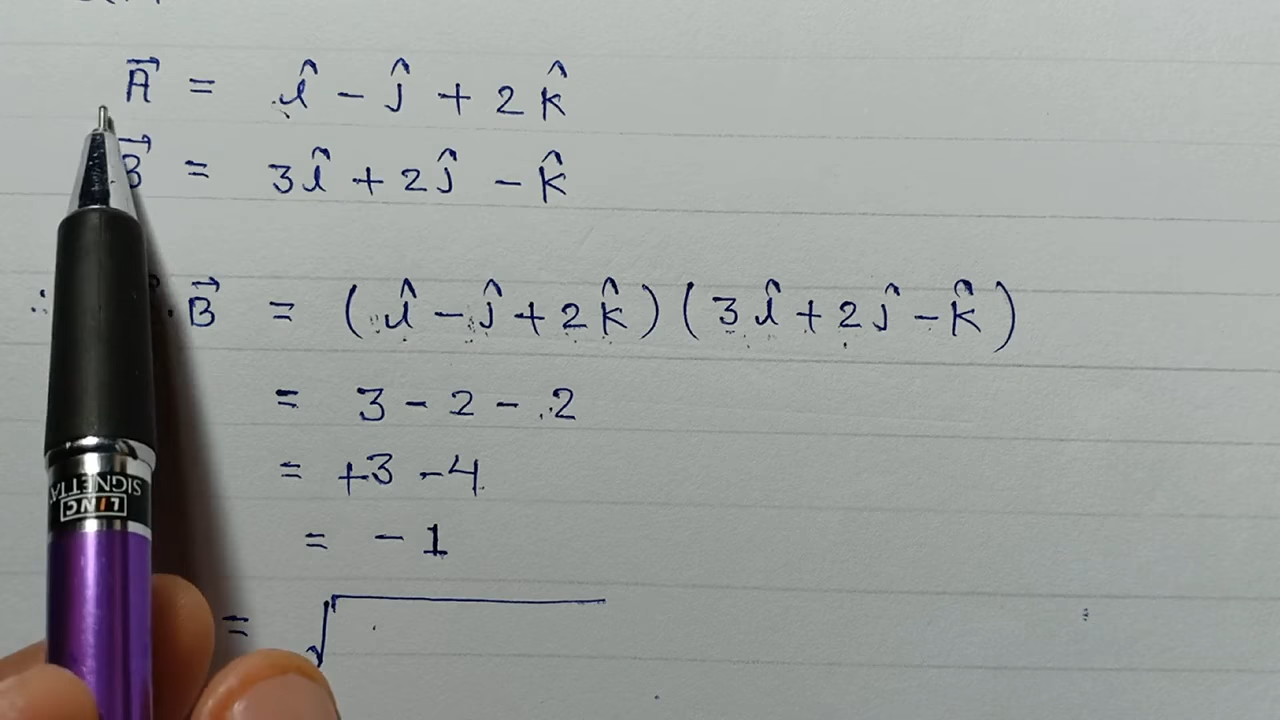 A⃗ = î - ĵ + 2k̂
B⃗ = 3î + 2ĵ - k̂
∴ . B⃗ = (î - ĵ + 2k̂) (3î + 2ĵ - k̂)
= 3 - 2 - 2
= +3 - 4
= - 1
= √
LINC
SIGNETTA